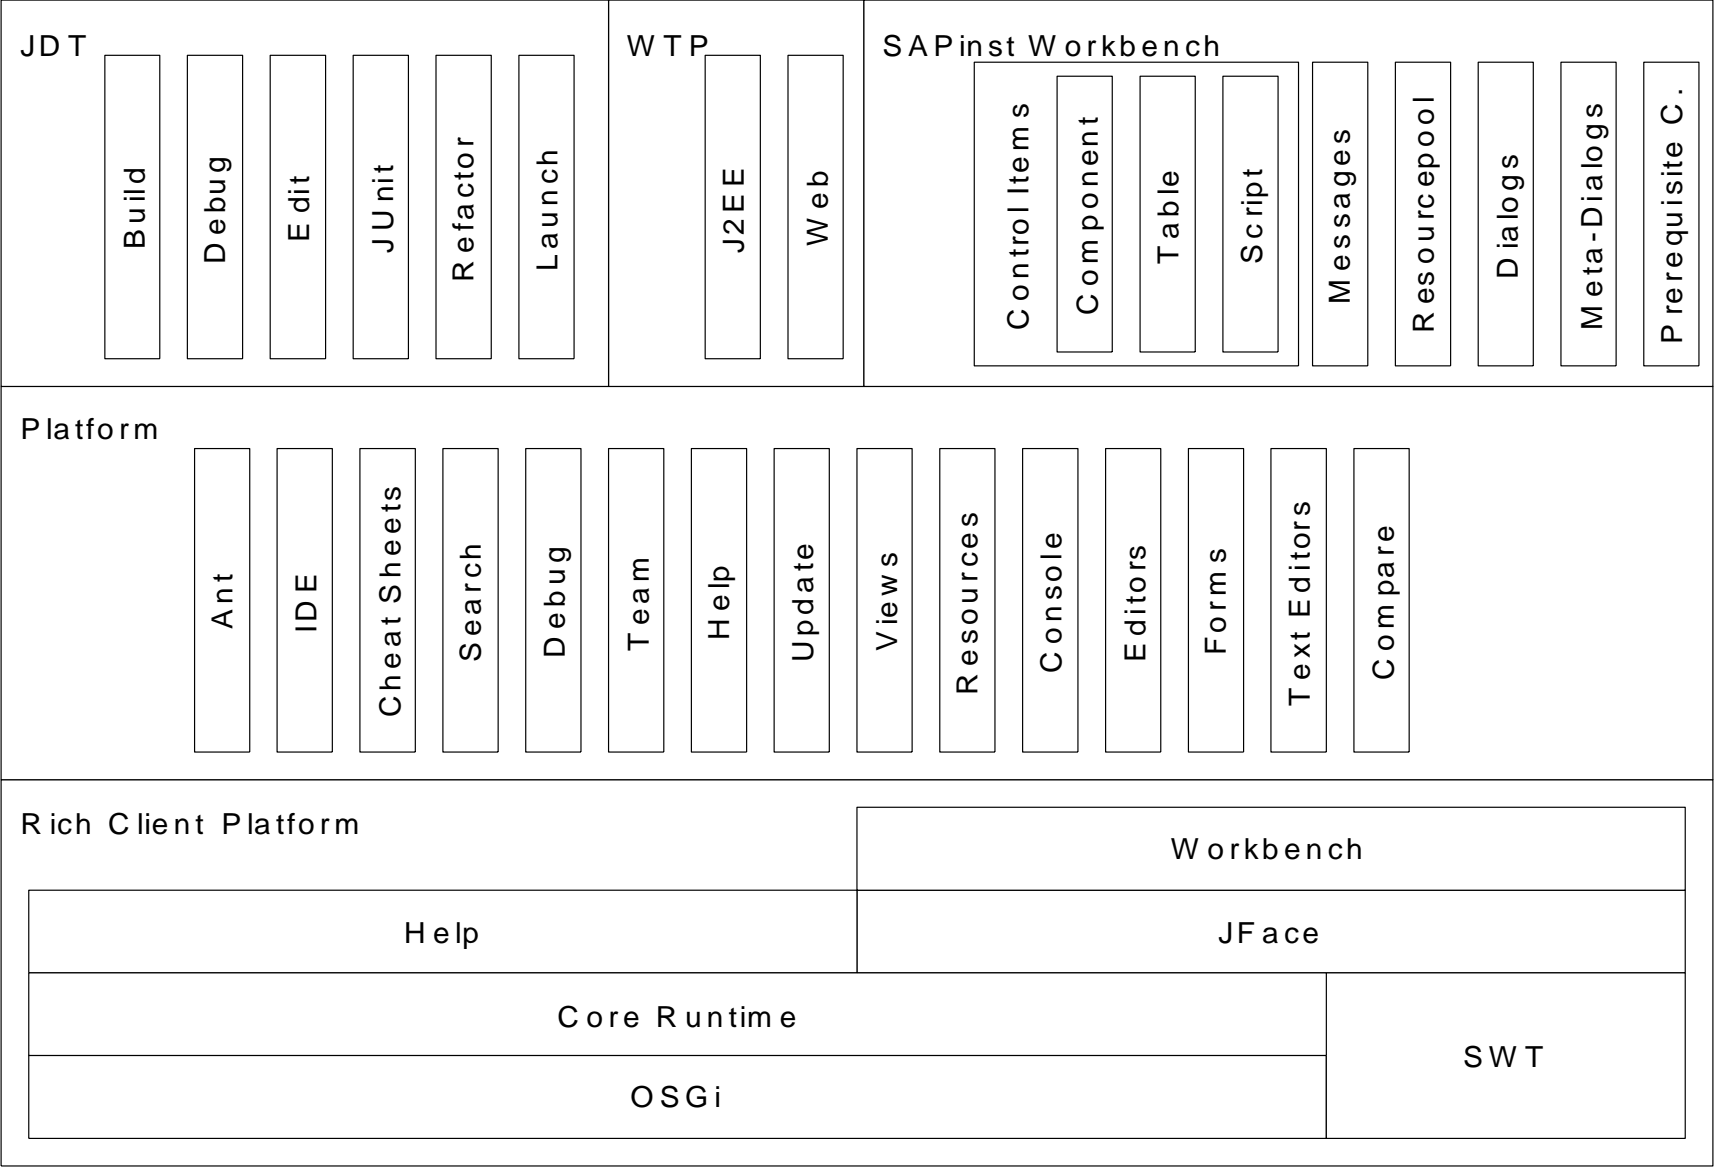 JDT
Build
Debug
Edit
JUnit
Refactor
Launch
WTP
J2EE
Web
SAPinst Workbench
Control Items
Component
Table
Script
Messages
Resourcepool
Dialogs
Meta-Dialogs
Prerequisite C.
Platform
Ant
IDE
Cheat Sheets
Search
Debug
Team
Help
Update
Views
Resources
Console
Editors
Forms
Text Editors
Compare
Rich Client Platform
Workbench
Help
JFace
Core Runtime
SWT
OSGi